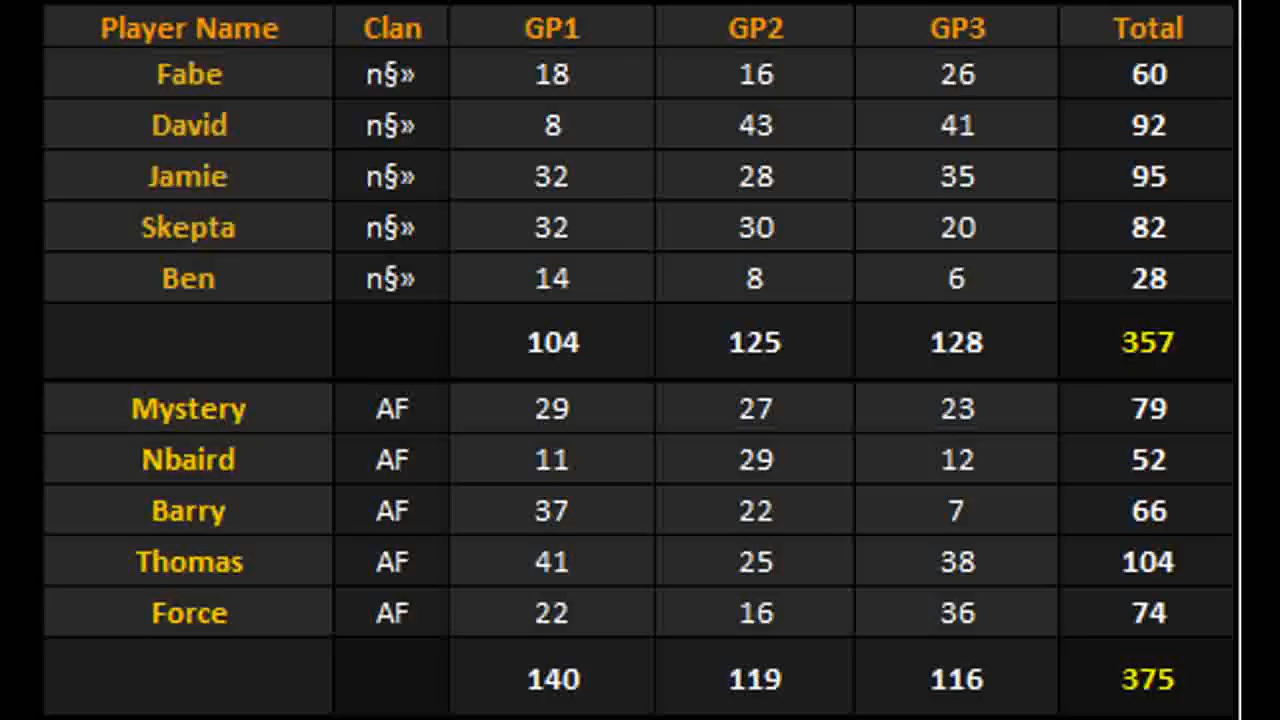 Player Name Clan GP1 GP2 GP3 Total
Fabe n§» 18 16 26 60
David n§» 8 43 41 92
Jamie n§» 32 28 35 95
Skepta n§» 32 30 20 82
Ben n§» 14 8 6 28
104 125 128 357
Mystery AF 29 27 23 79
Nbaird AF 11 29 12 52
Barry AF 37 22 7 66
Thomas AF 41 25 38 104
Force AF 22 16 36 74
140 119 116 375